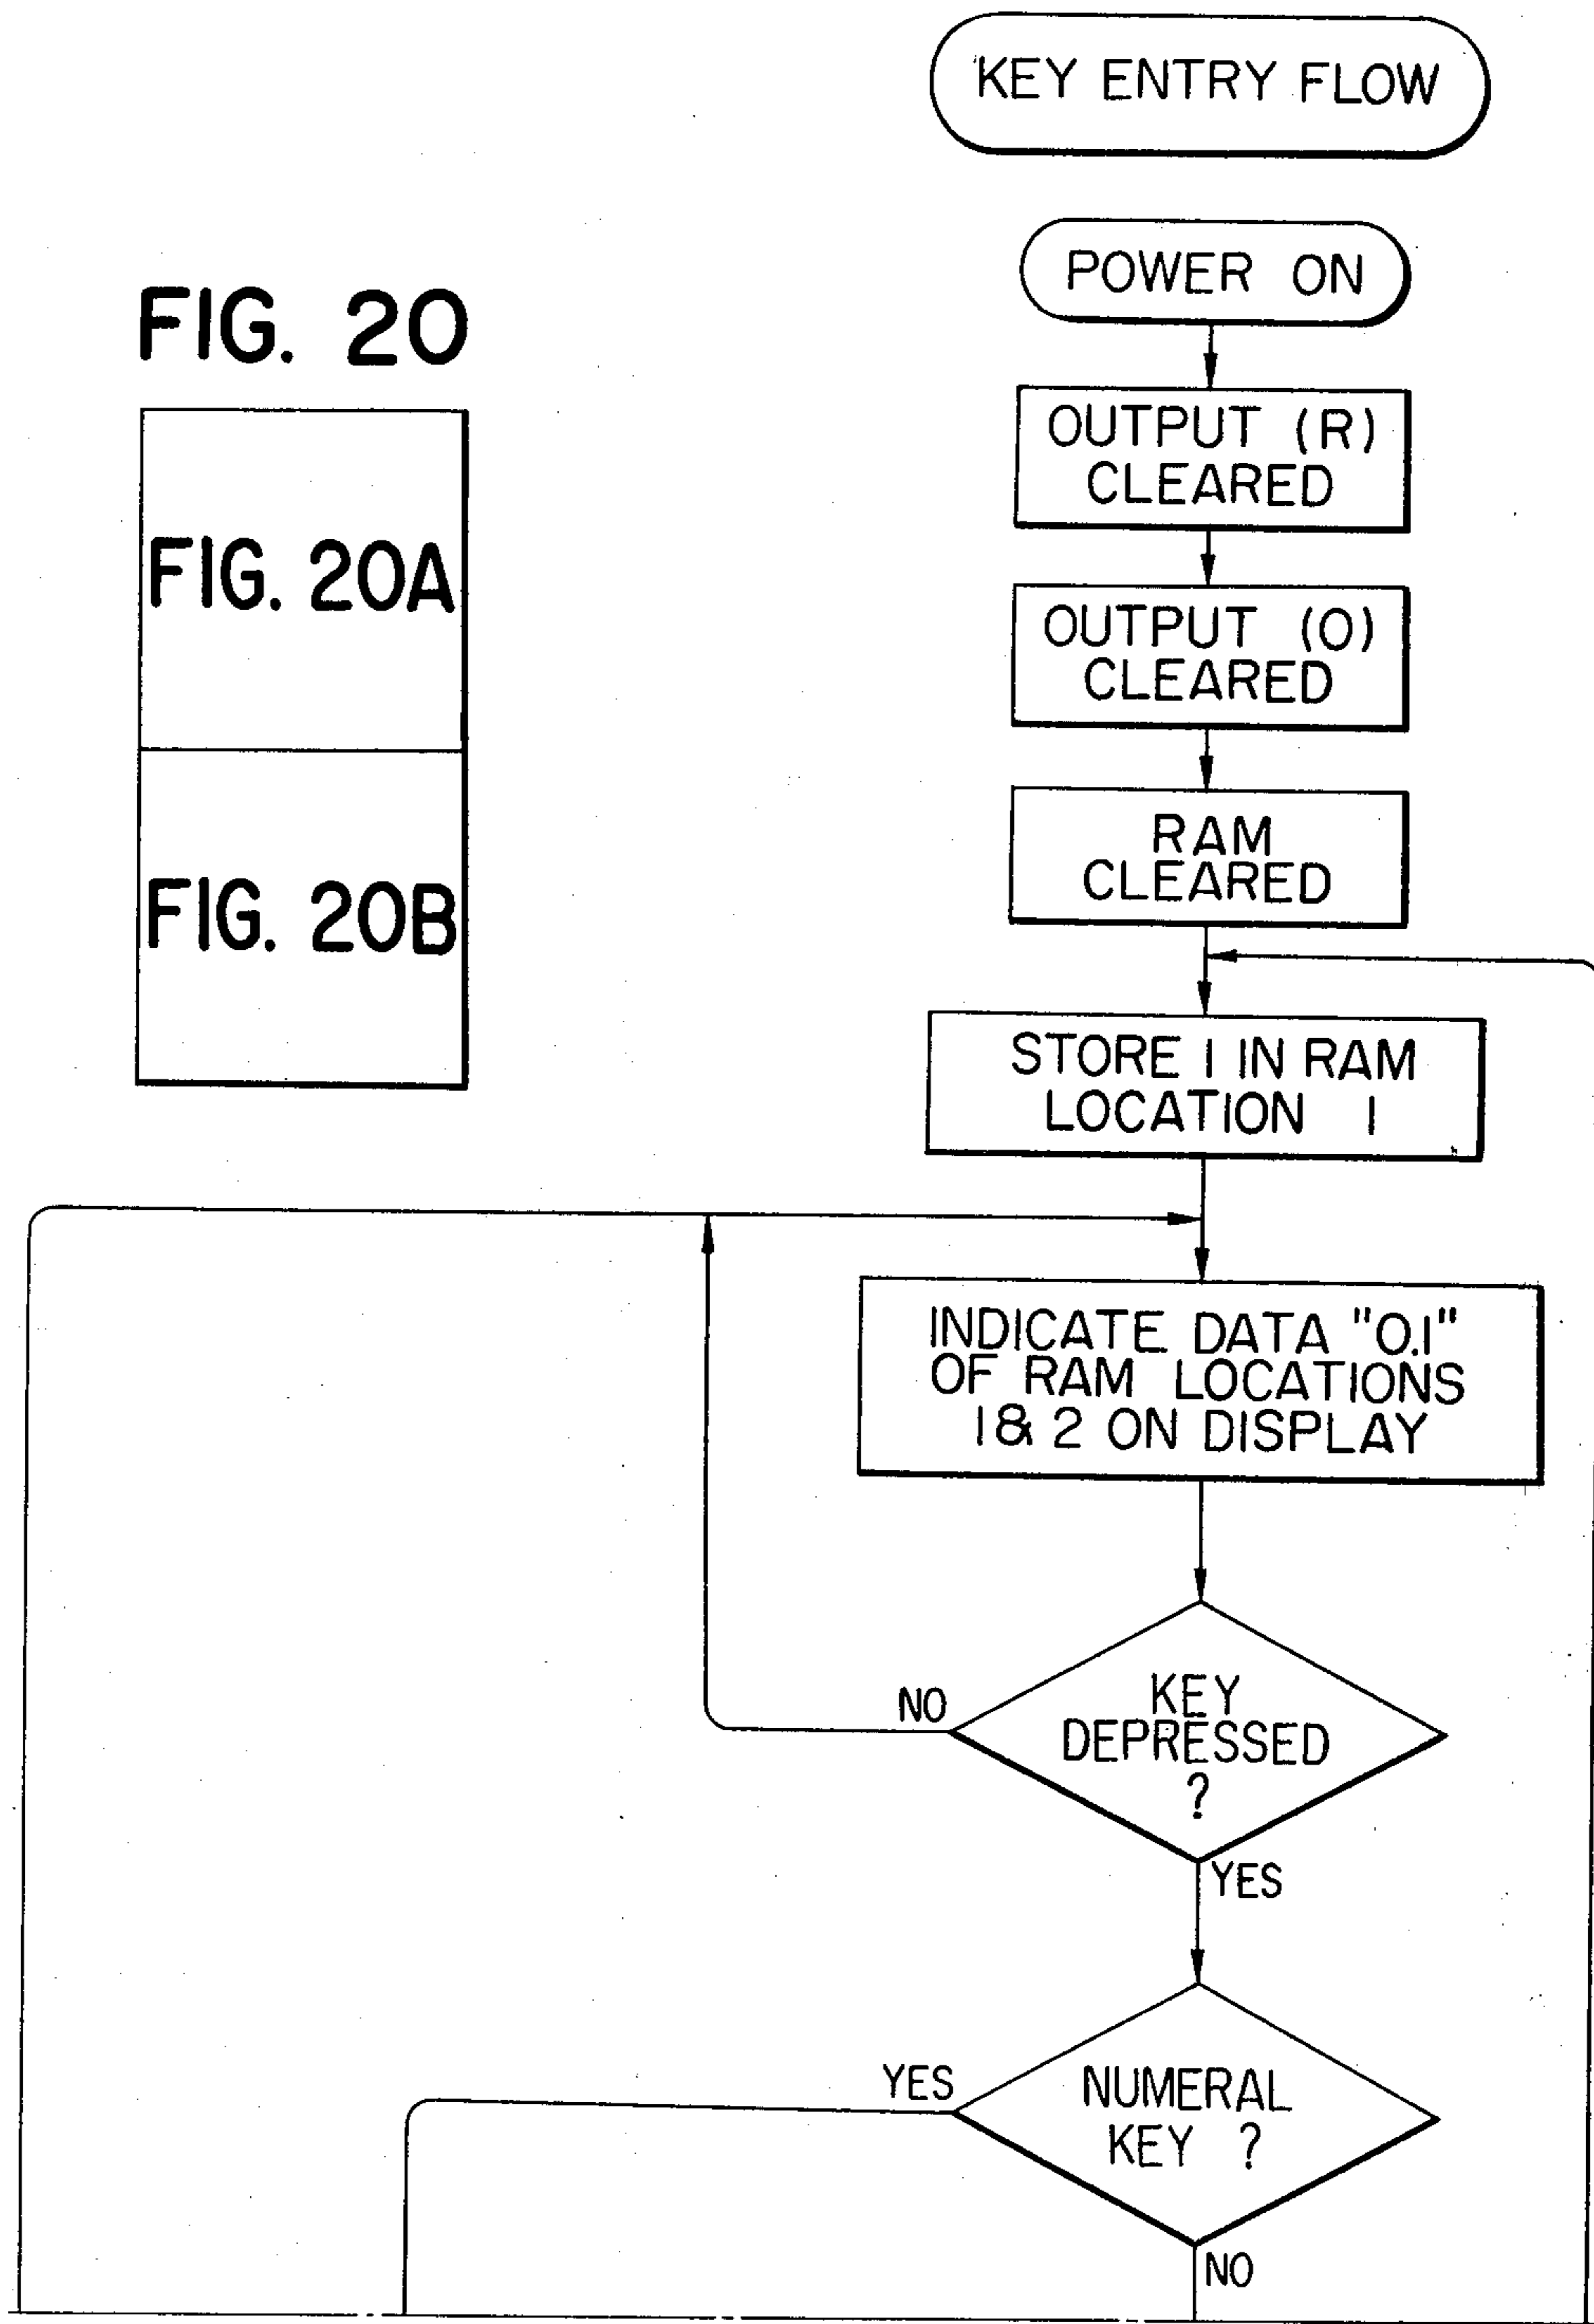 KEY ENTRY FLOW
POWER ON
FIG. 20
FIG. 20A
FIG. 20B
OUTPUT (R)
CLEARED
OUTPUT (O)
CLEARED
RAM
CLEARED
STORE 1 IN RAM
LOCATION 1
INDICATE DATA "0.1"
OF RAM LOCATIONS
1 & 2 ON DISPLAY
NO
KEY
DEPRESSED
?
YES
YES
NUMERAL
KEY ?
NO